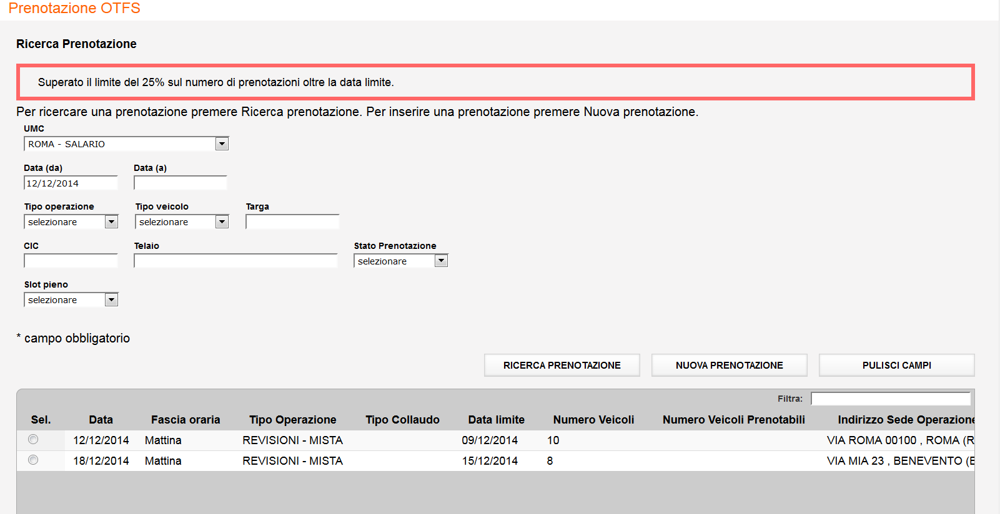 Prenotazione OTFS
Ricerca Prenotazione
Superato il limite del 25% sul numero di prenotazioni oltre la data limite.
Per ricercare una prenotazione premere Ricerca prenotazione. Per inserire una prenotazione premere Nuova prenotazione.
UMC
ROMA - SALARIO
Data (da) Data (a)
12/12/2014
Tipo operazione Tipo veicolo Targa
selezionare selezionare
CIC Telaio Stato Prenotazione
selezionare
Slot pieno
selezionare
* campo obbligatorio
RICERCA PRENOTAZIONE NUOVA PRENOTAZIONE PULISCI CAMPI
Filtra:
Sel. Data Fascia oraria Tipo Operazione Tipo Collaudo Data limite Numero Veicoli Numero Veicoli Prenotabili Indirizzo Sede Operazione
12/12/2014 Mattina REVISIONI - MISTA 09/12/2014 10 VIA ROMA 00100 , ROMA (R
18/12/2014 Mattina REVISIONI - MISTA 15/12/2014 8 VIA MIA 23 , BENEVENTO (